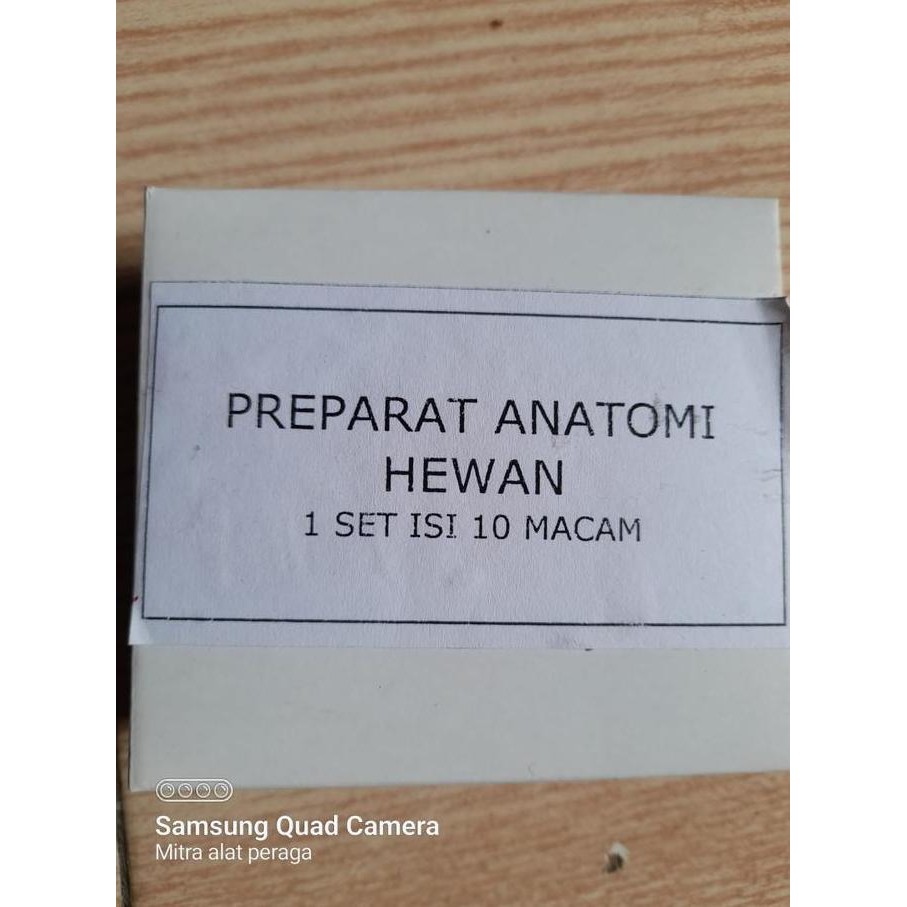 PREPARAT ANATOMI
HEWAN
1 SET ISI 10 MACAM
Samsung Quad Camera
Mitra alat peraga